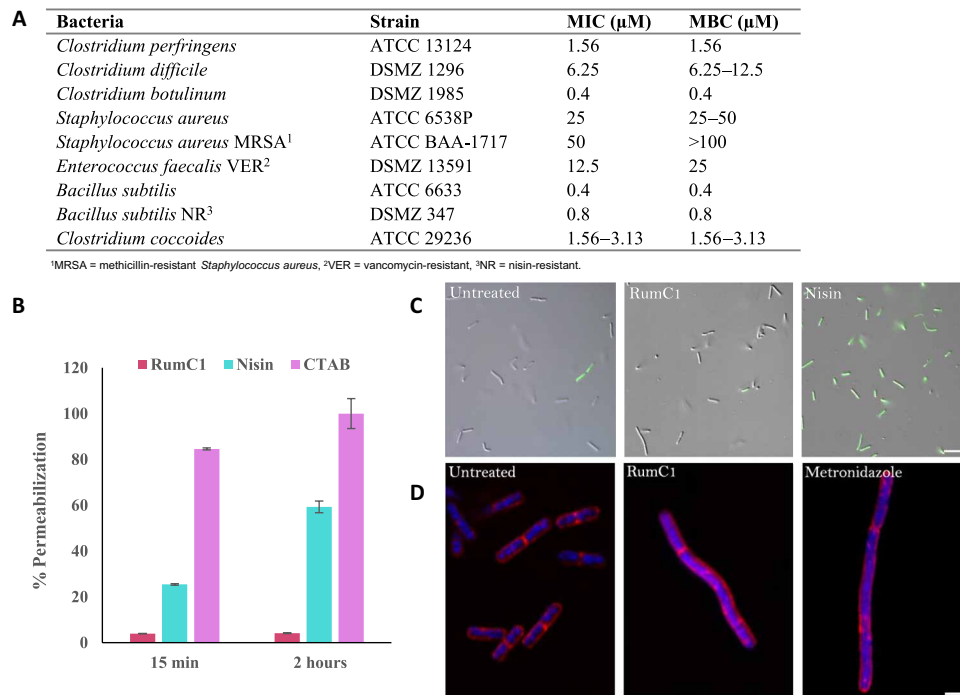 A
Bacteria Strain MIC (μM) MBC (μM)
Clostridium perfringens ATCC 13124 1.56 1.56
Clostridium difficile DSMZ 1296 6.25 6.25–12.5
Clostridium botulinum DSMZ 1985 0.4 0.4
Staphylococcus aureus ATCC 6538P 25 25–50
Staphylococcus aureus MRSA¹ ATCC BAA-1717 50 >100
Enterococcus faecalis VER² DSMZ 13591 12.5 25
Bacillus subtilis ATCC 6633 0.4 0.4
Bacillus subtilis NR³ DSMZ 347 0.8 0.8
Clostridium coccoides ATCC 29236 1.56–3.13 1.56–3.13
¹MRSA = methicillin-resistant Staphylococcus aureus, ²VER = vancomycin-resistant, ³NR = nisin-resistant.
B
RumC1 Nisin CTAB
% Permeabilization
120
100
80
60
40
20
0
15 min 2 hours
C
Untreated RumC1 Nisin
D
Untreated RumC1 Metronidazole